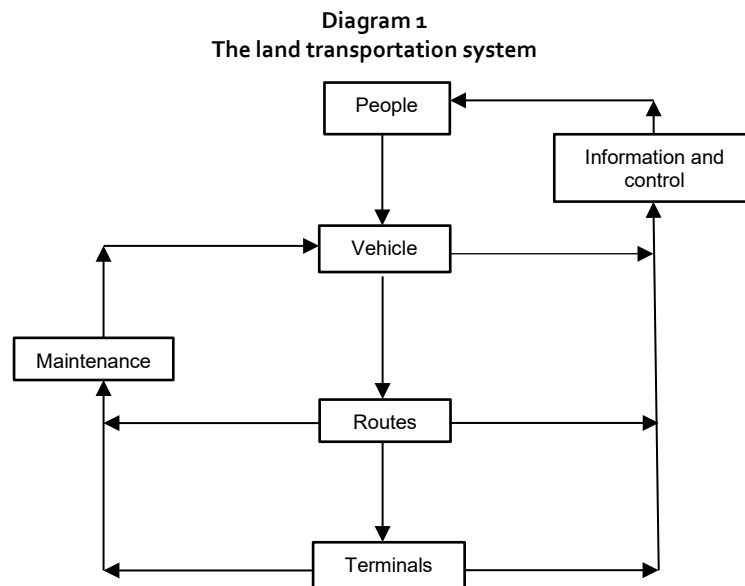 Diagram 1
The land transportation system
People
Information and
control
Vehicle
Maintenance
Routes
Terminals